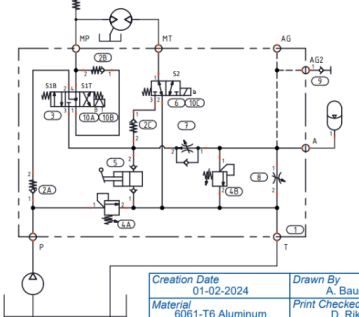 MP
MT
AG
2B
AG2
S1B
S1T
S2
9
3
10A
10B
6
10C
A
2C
7
5
8
2A
4B
4A
1
P
T
Creation Date
01-02-2024
Drawn By
A. Bau
Material
6061-T6 Aluminum
Print Checked
D. Rik